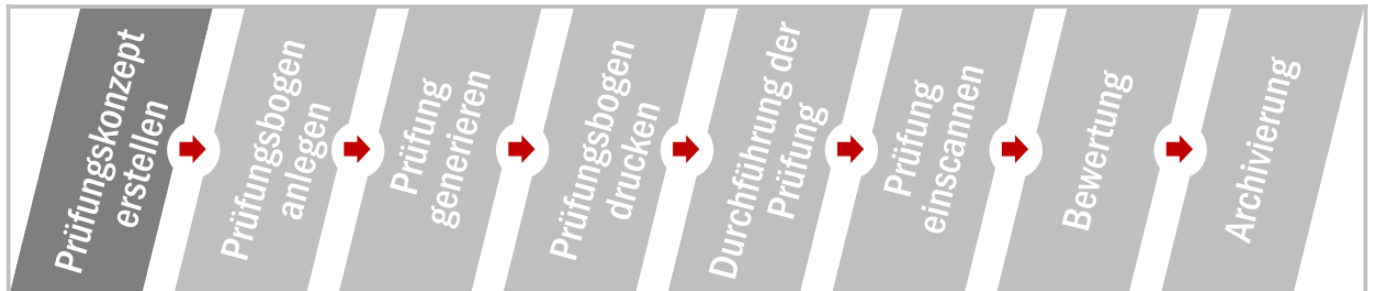 Prüfungskonzept
erstellen
Prüfungsbogen
anlegen
Prüfung
generieren
Prüfungsbogen
drucken
Durchführung der
Prüfung
Prüfung
einscannen
Bewertung
Archivierung